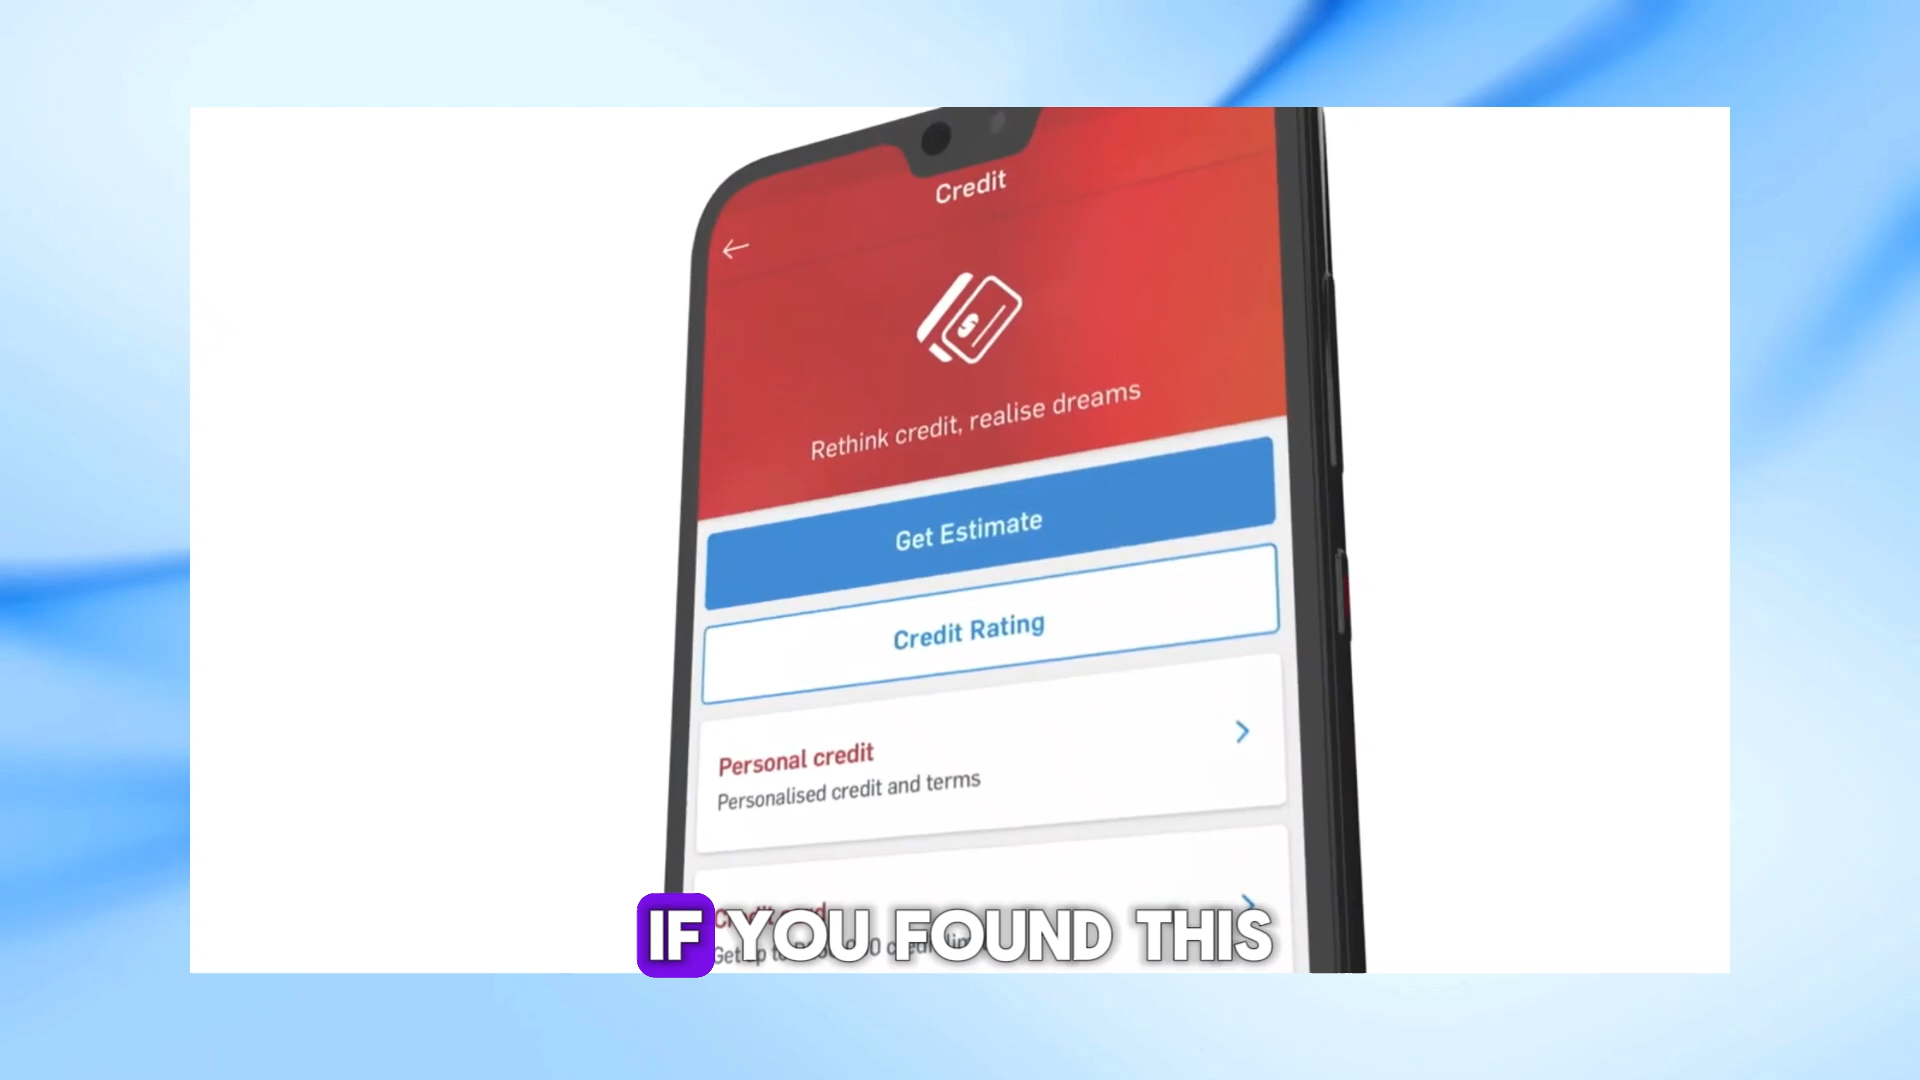 Credit
Rethink credit, realise dreams
Get Estimate
Credit Rating
Personal credit
Personalised credit and terms
IF YOU FOUND THIS